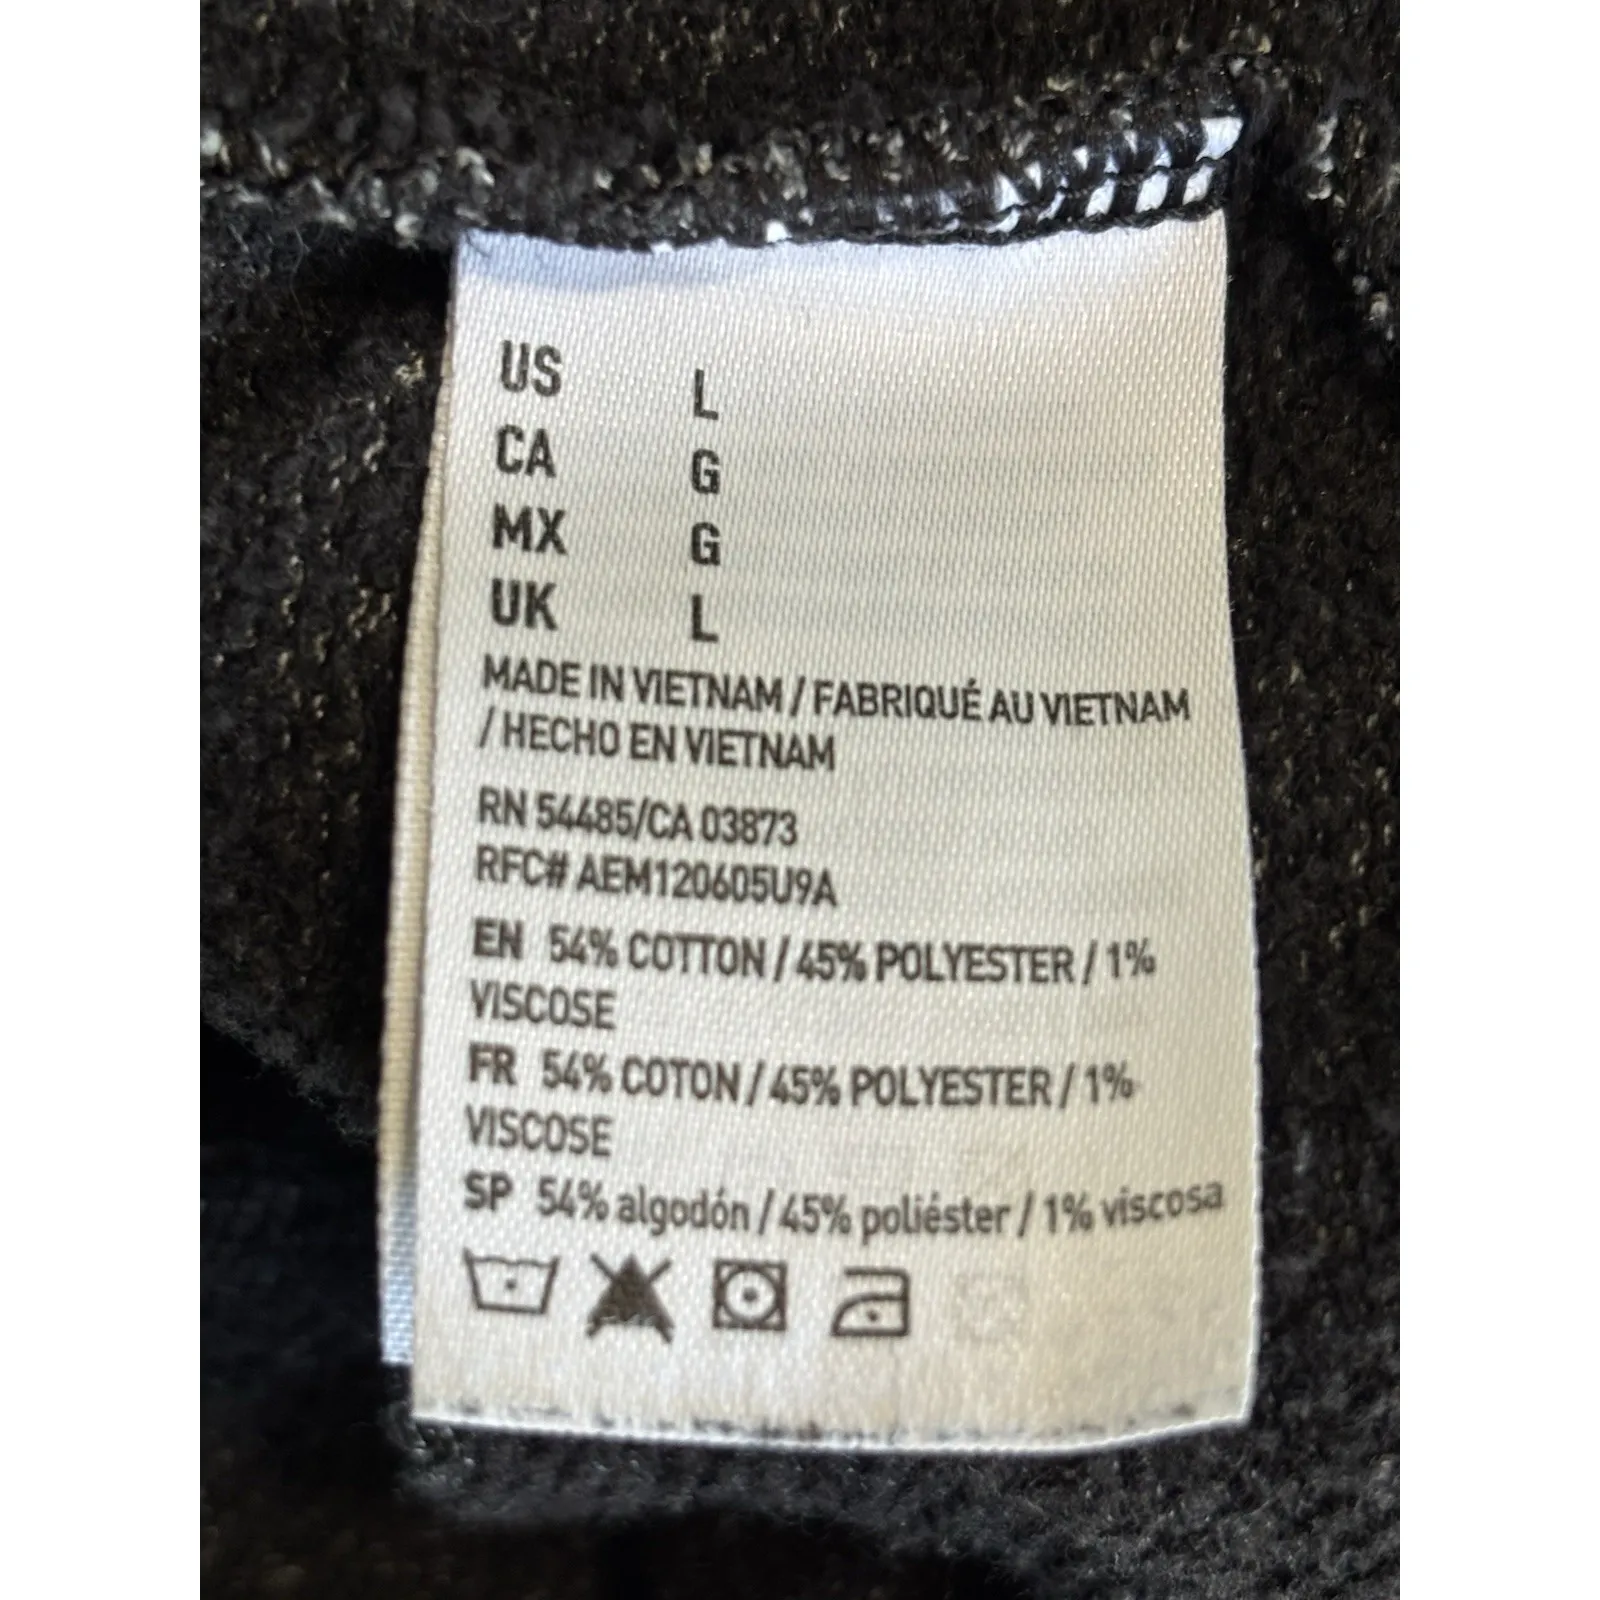 US L
CA G
MX G
UK L
MADE IN VIETNAM / FABRIQUÉ AU VIETNAM
/ HECHO EN VIETNAM
RN 54485/CA 03873
RFC# AEM120605U9A
EN 54% COTTON / 45% POLYESTER / 1%
VISCOSE
FR 54% COTON / 45% POLYESTER / 1%
VISCOSE
SP 54% algodón / 45% poliéster / 1% viscosa